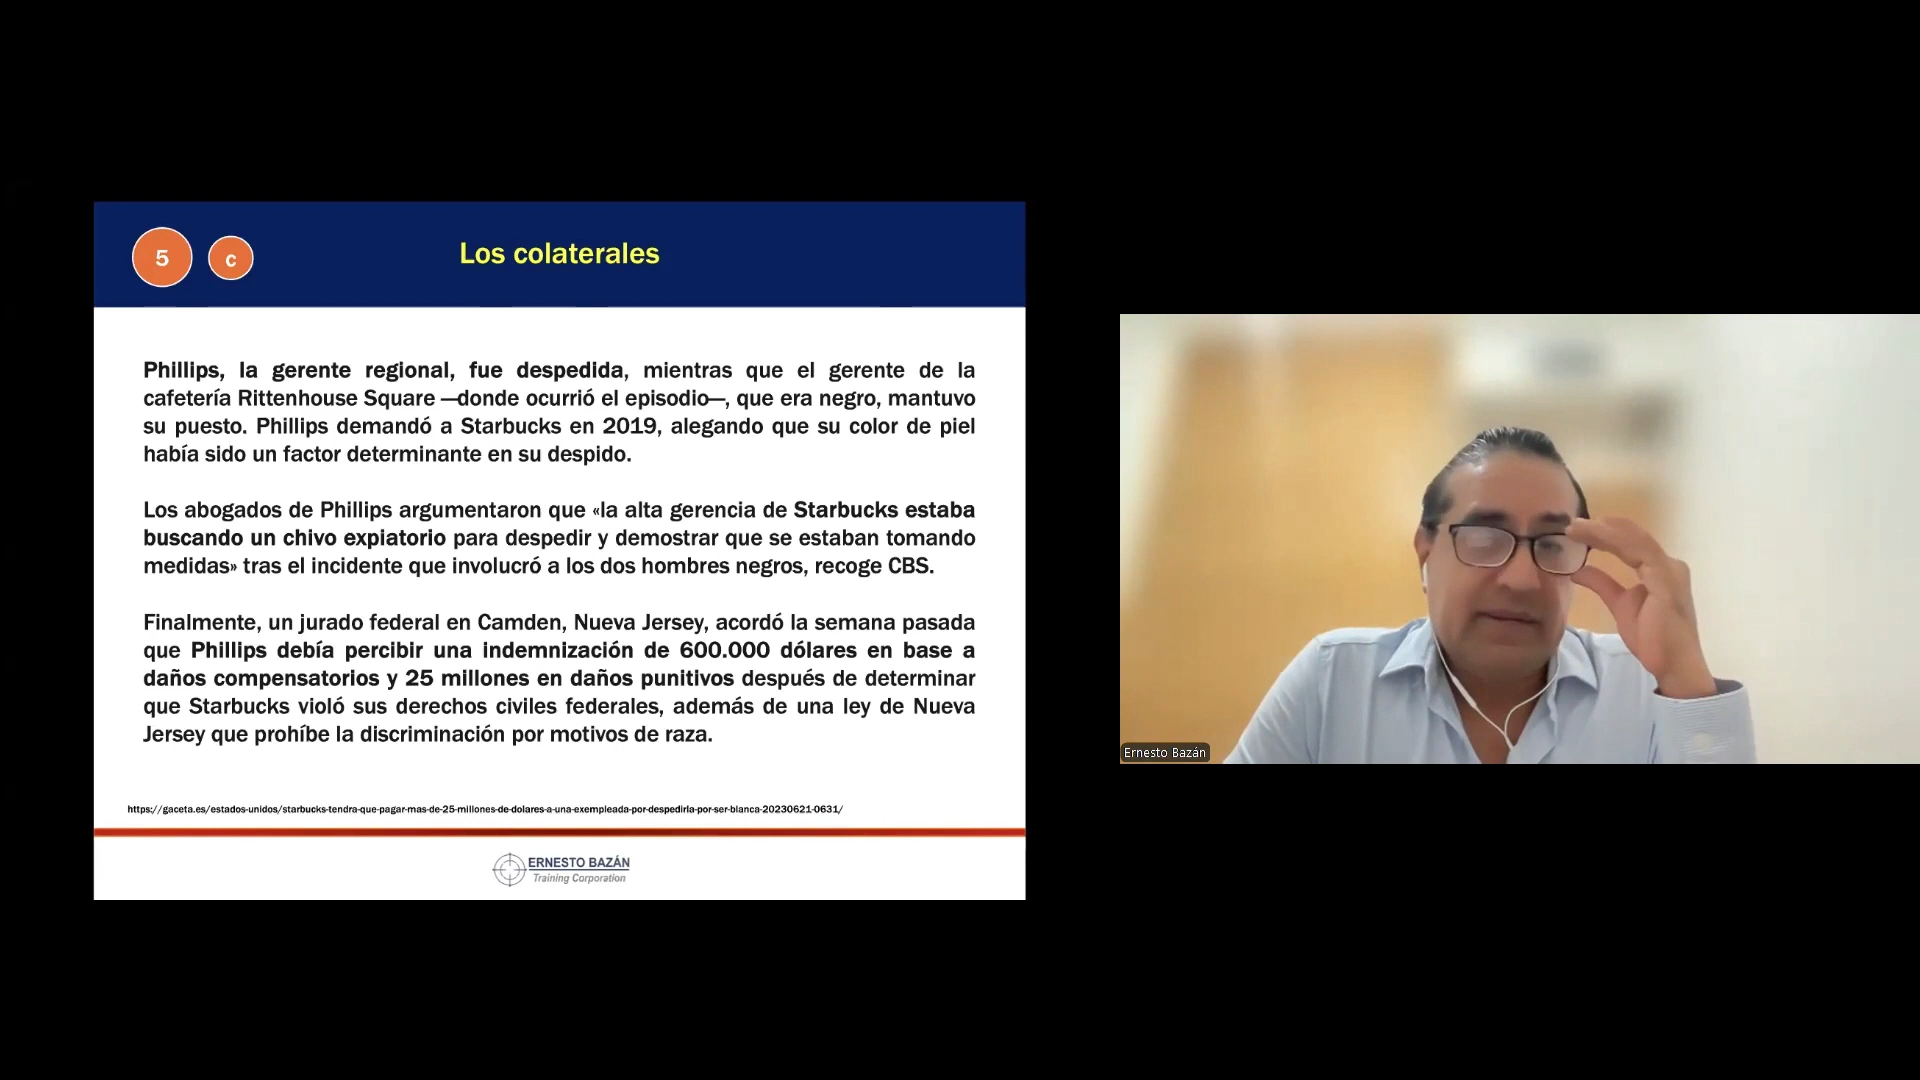 5
c
Los colaterales
Phillips, la gerente regional, fue despedida, mientras que el gerente de la
cafetería Rittenhouse Square —donde ocurrió el episodio—, que era negro, mantuvo
su puesto. Phillips demandó a Starbucks en 2019, alegando que su color de piel
había sido un factor determinante en su despido.
Los abogados de Phillips argumentaron que «la alta gerencia de Starbucks estaba
buscando un chivo expiatorio para despedir y demostrar que se estaban tomando
medidas» tras el incidente que involucró a los dos hombres negros, recoge CBS.
Finalmente, un jurado federal en Camden, Nueva Jersey, acordó la semana pasada
que Phillips debía percibir una indemnización de 600.000 dólares en base a
daños compensatorios y 25 millones en daños punitivos después de determinar
que Starbucks violó sus derechos civiles federales, además de una ley de Nueva
Jersey que prohíbe la discriminación por motivos de raza.
https://gaceta.es/estados-unidos/starbucks-tendra-que-pagar-mas-de-25-millones-de-dolares-a-una-exempleada-por-despedirla-por-ser-blanca-20230621-0631/
ERNESTO BAZÁN
Training Corporation
Ernesto Bazán